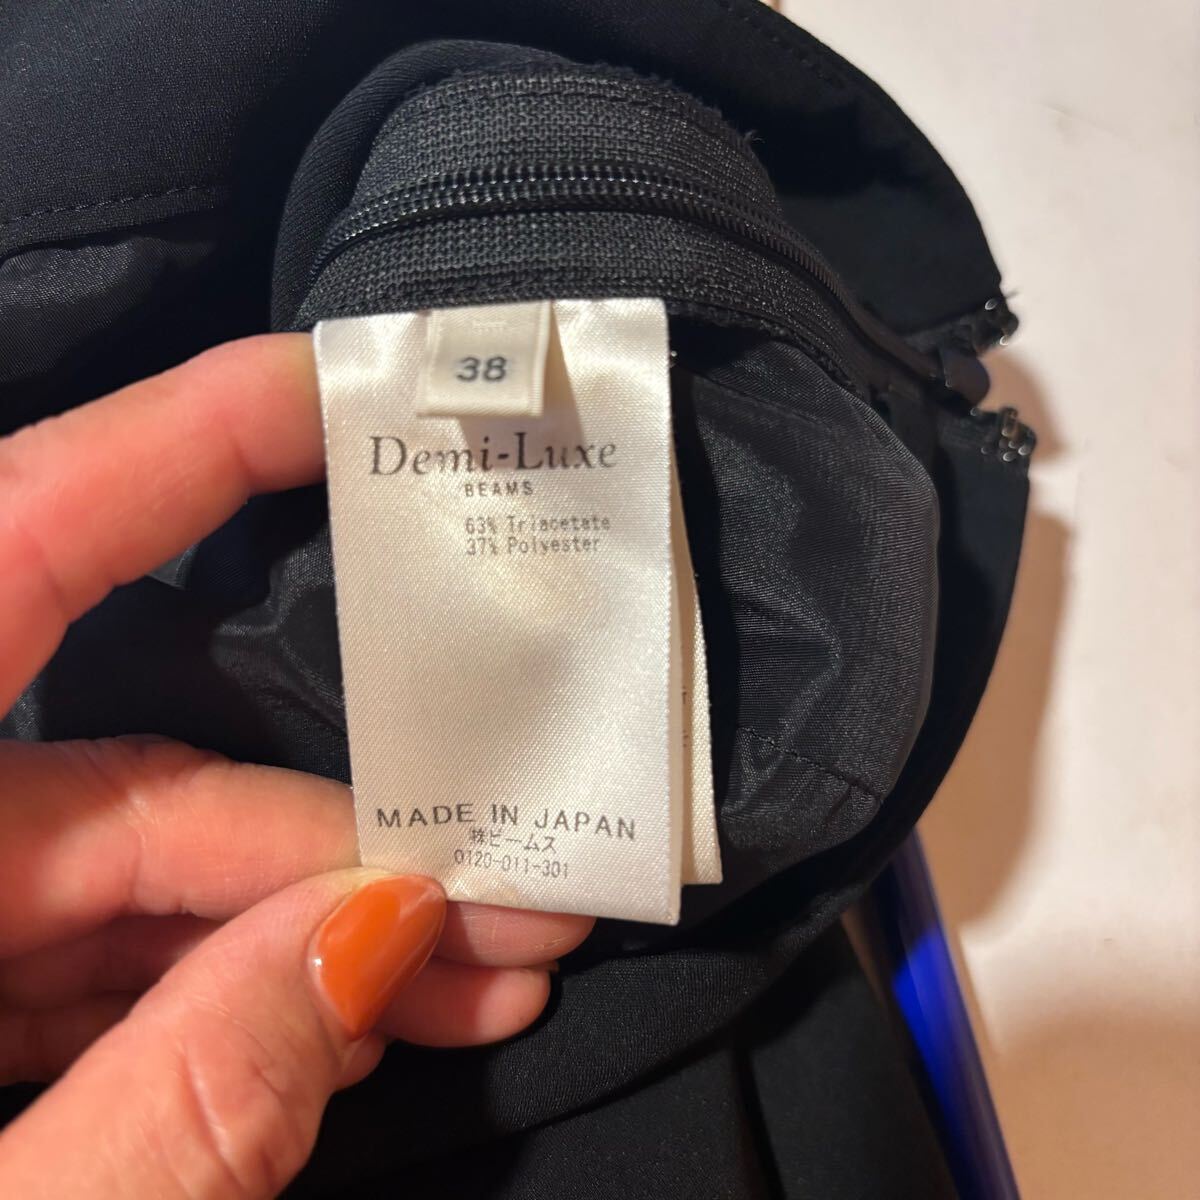 38
Demi-Luxe
BEAMS
63% Triacetate
37% Polyester
MADE IN JAPAN
㈱ビームス
0120-011-301